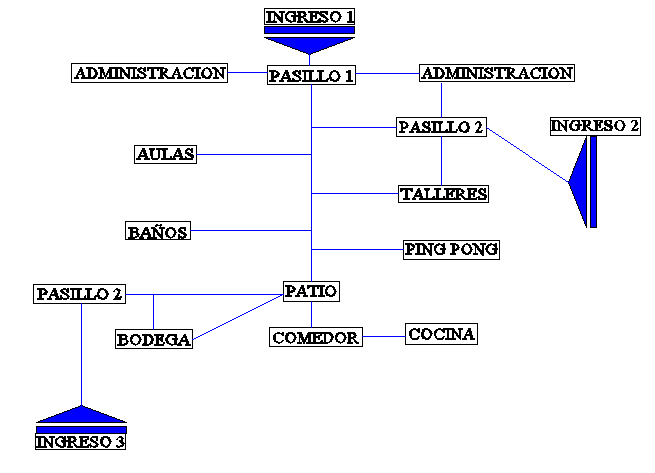 INGRESO 1
ADMINISTRACION
PASILLO 1
ADMINISTRACION
PASILLO 2
INGRESO 2
AULAS
TALLERES
BAÑOS
PING PONG
PASILLO 2
PATIO
BODEGA
COMEDOR
COCINA
INGRESO 3